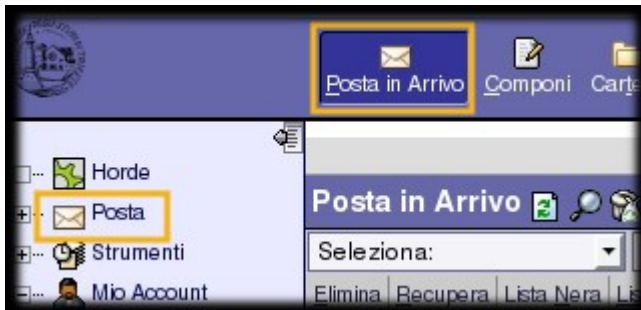 Posta in Arrivo
Componi
Horde
Posta
Strumenti
Mio Account
Posta in Arrivo
Seleziona:
Elimina Recupera Lista Nera